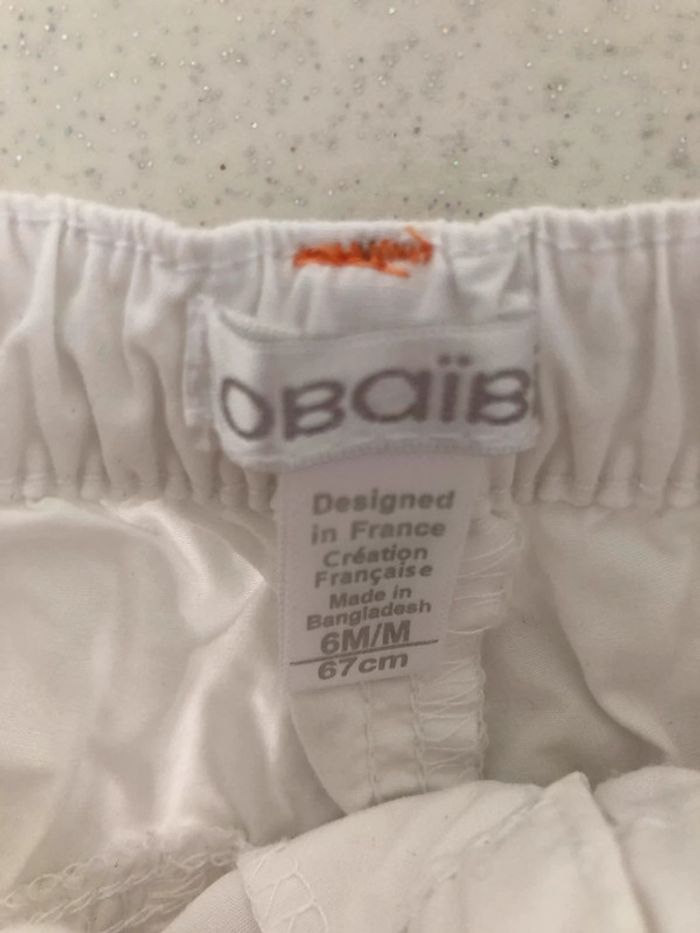 OBAÏBI
Designed
in France
Création
Française
Made in
Bangladesh
6M/M
67cm